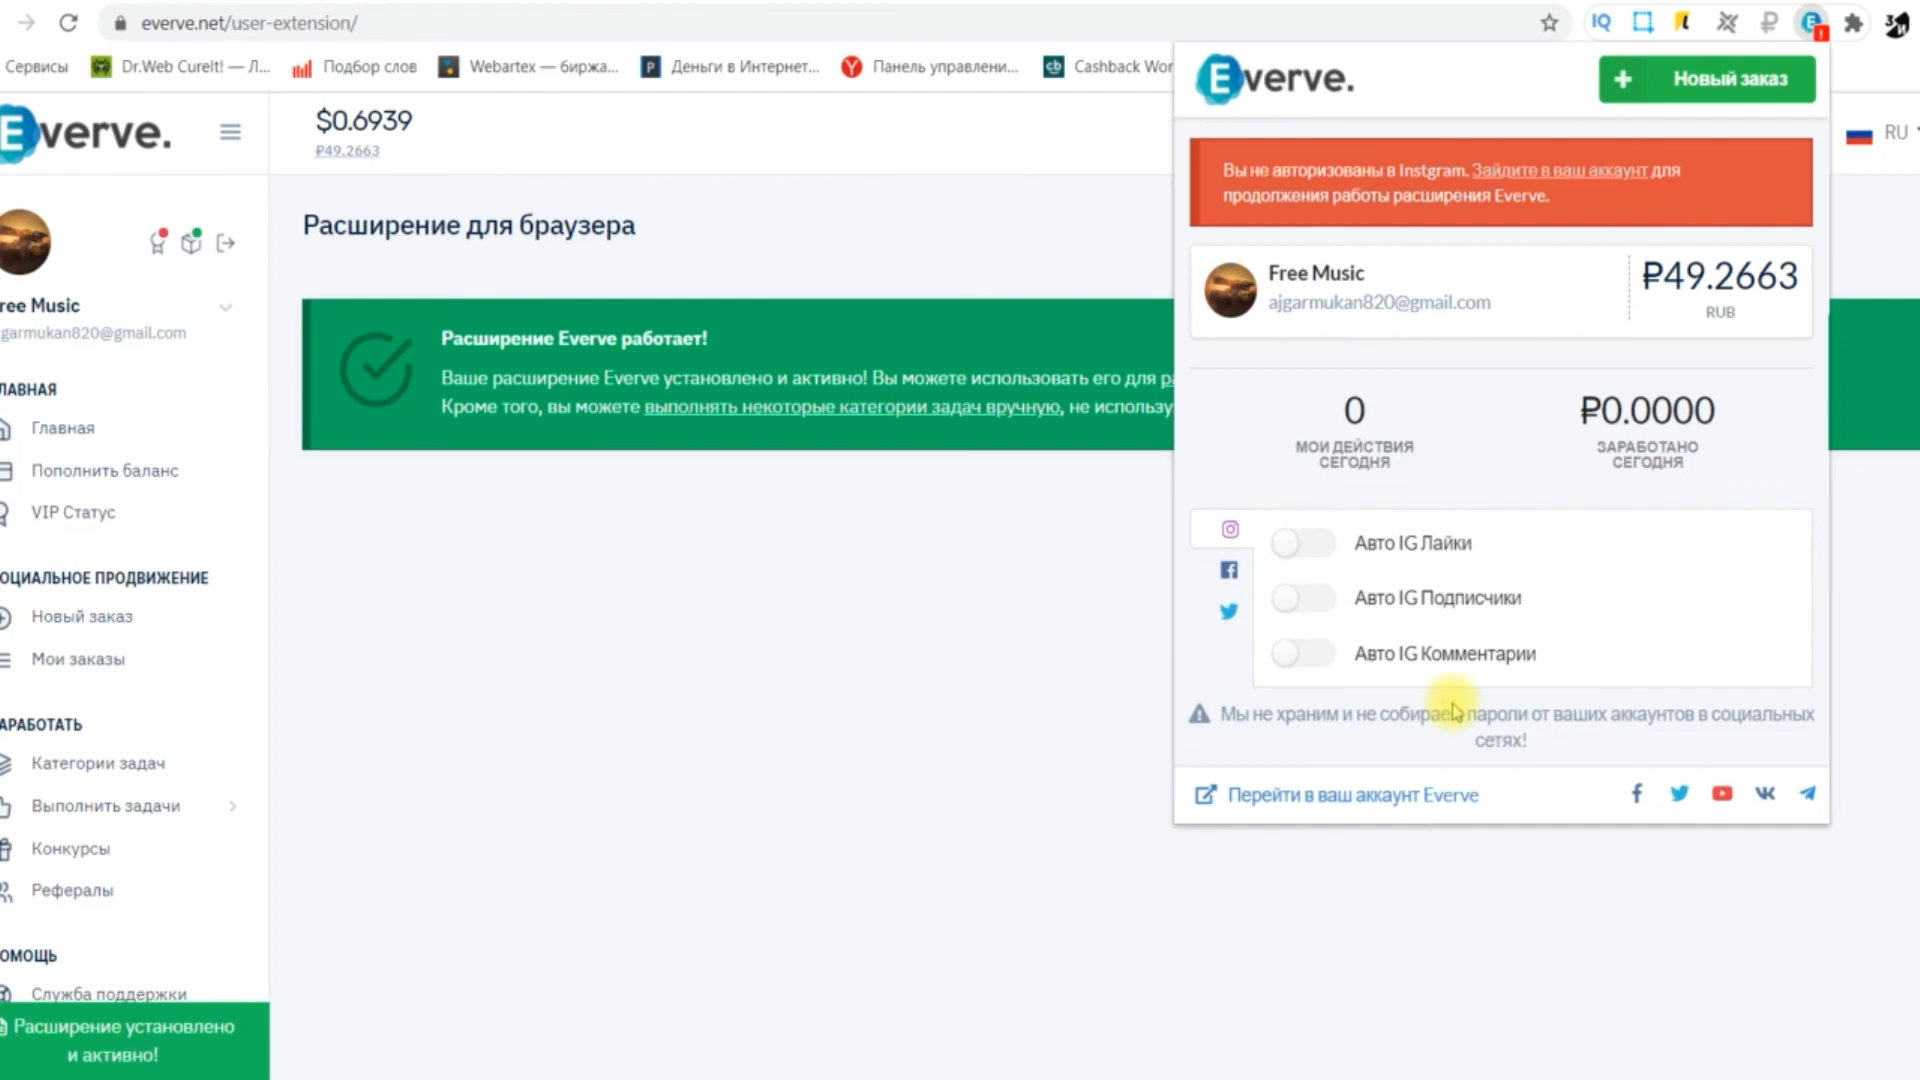 everve.net/user-extension/
Сервисы
Dr.Web CureIt! — Л...
Подбор слов
Webartex — биржа...
Деньги в Интернет...
Панель управлени...
Cashback Wor
Everve.
$0.6939
₽49.2663
ree Music
garmukan820@gmail.com
ЛАВНАЯ
Главная
Пополнить баланс
VIP Статус
ОЦИАЛЬНОЕ ПРОДВИЖЕНИЕ
Новый заказ
Мои заказы
АРАБОТАТЬ
Категории задач
Выполнить задачи
Конкурсы
Рефералы
ОМОЩЬ
Служба поддержки
Расширение установлено
и активно!
Расширение для браузера
Расширение Everve работает!
Ваше расширение Everve установлено и активно! Вы можете использовать его для р
Кроме того, вы можете выполнять некоторые категории задач вручную, не использу
Everve.
Новый заказ
Вы не авторизованы в Instgram. Зайдите в ваш аккаунт для
продолжения работы расширения Everve.
Free Music
ajgarmukan820@gmail.com
₽49.2663
RUB
0
МОИ ДЕЙСТВИЯ
СЕГОДНЯ
₽0.0000
ЗАРАБОТАНО
СЕГОДНЯ
Авто IG Лайки
Авто IG Подписчики
Авто IG Комментарии
Мы не храним и не собирае пароли от ваших аккаунтов в социальных
сетях!
Перейти в ваш аккаунт Everve
RU